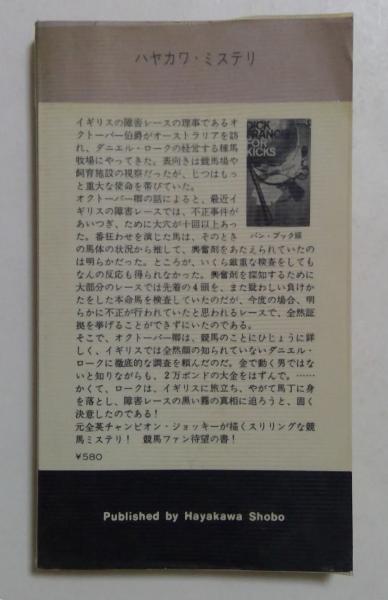 ハヤカワ・ミステリ
イギリスの障害レースの理事であるオ
クトーバー伯爵がオーストラリアを訪
れ、ダニエル・ロークの経営する種馬
牧場にやってきた。表向きは競馬場や
飼育施設の視察だったが、じつはもっ
と重大な使命を帯びていた。
オクトーバー卿の話によると、最近イ
ギリスの障害レースでは、不正事件が
あいつぎ、ために大穴が十回以上あっ
た。番狂わせを演じた馬は、そのとき
の馬体の状況から推して、興奮剤をあたえられていたの
は明らかだった。ところが、いくら厳重な検査をしても
なんの反応も得られなかった。興奮剤を探知するために
大部分のレースでは先着の4頭を、また疑わしい負けか
たをした本命馬を検査していたのだが、今度の場合、明
らかに不正が行われていたと思われるレースで、全然証
拠を挙げることができずにいたのである。
そこで、オクトーバー卿は、競馬のことにひじょうに詳
しく、イギリスでは全然顔の知られていないダニエル・
ロークに徹底的な調査を頼んだのだ。金で動く男ではな
いと知りながらも、2万ポンドの大金をはずんで。……
かくて、ロークは、イギリスに旅立ち、やがて馬丁に身
を落とし、障害レースの黒い霧の真相に迫ろうと、固く
決意したのである!
元全英チャンピオン・ジョッキーが描くスリリングな競
馬ミステリ! 競馬ファン待望の書!
¥580
DICK
FRANCIS
FOR
KICKS
パン・ブック版
Published by Hayakawa Shobo